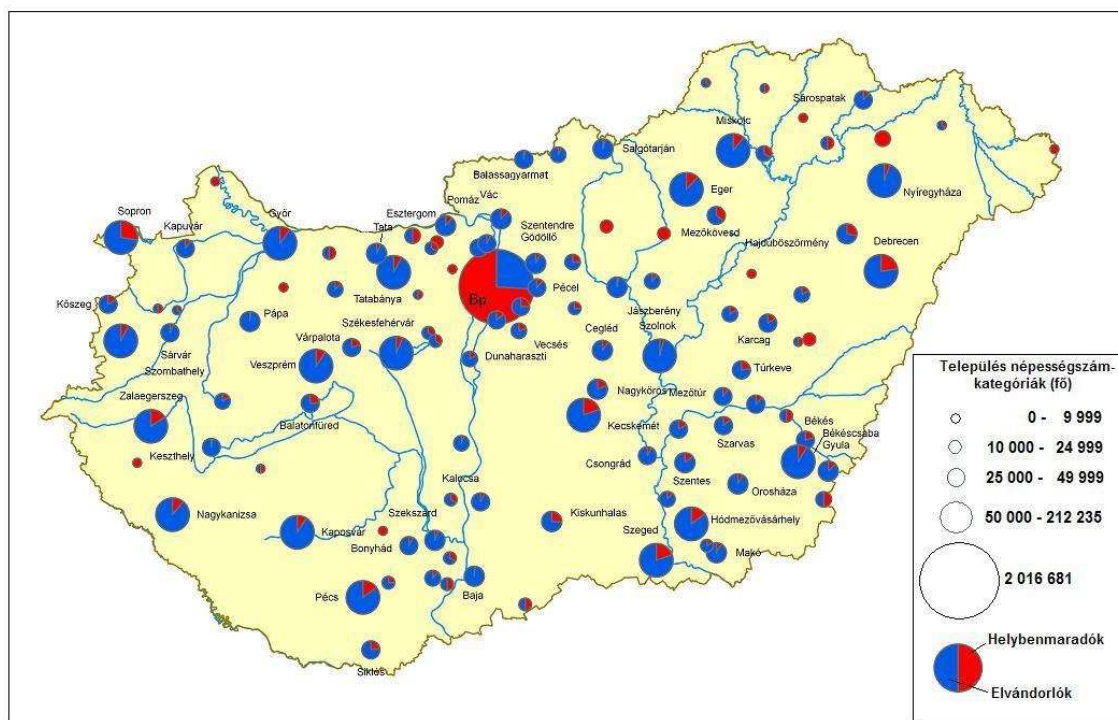 Sárospatak
Miskolc
Salgótarján
Balassagyarmat
Nyíregyháza
Eger
Vác
Pomáz
Esztergom
Sopron
Kapuvár
Győr
Tata
Szentendre
Gödöllő
Mezőkövesd
Hajdúböszörmény
Debrecen
Bp
Pécel
Kőszeg
Tatabánya
Pápa
Székesfehérvár
Jászberény
Szolnok
Cegléd
Várpalota
Vecsés
Karcag
Sárvár
Szombathely
Veszprém
Dunaharaszti
Túrkeve
Zalaegerszeg
Nagykőrös
Mezőtúr
Balatonfüred
Kecskemét
Békés
Szarvas
Békéscsaba
Gyula
Keszthely
Csongrád
Szentes
Kalocsa
Orosháza
Nagykanizsa
Kaposvár
Szekszárd
Kiskunhalas
Hódmezővásárhely
Szeged
Bonyhád
Makó
Pécs
Baja
Siklós
Település népességszám-
kategóriák (fő)
0 - 9 999
10 000 - 24 999
25 000 - 49 999
50 000 - 212 235
2 016 681
Helybenmaradók
Elvándorlók